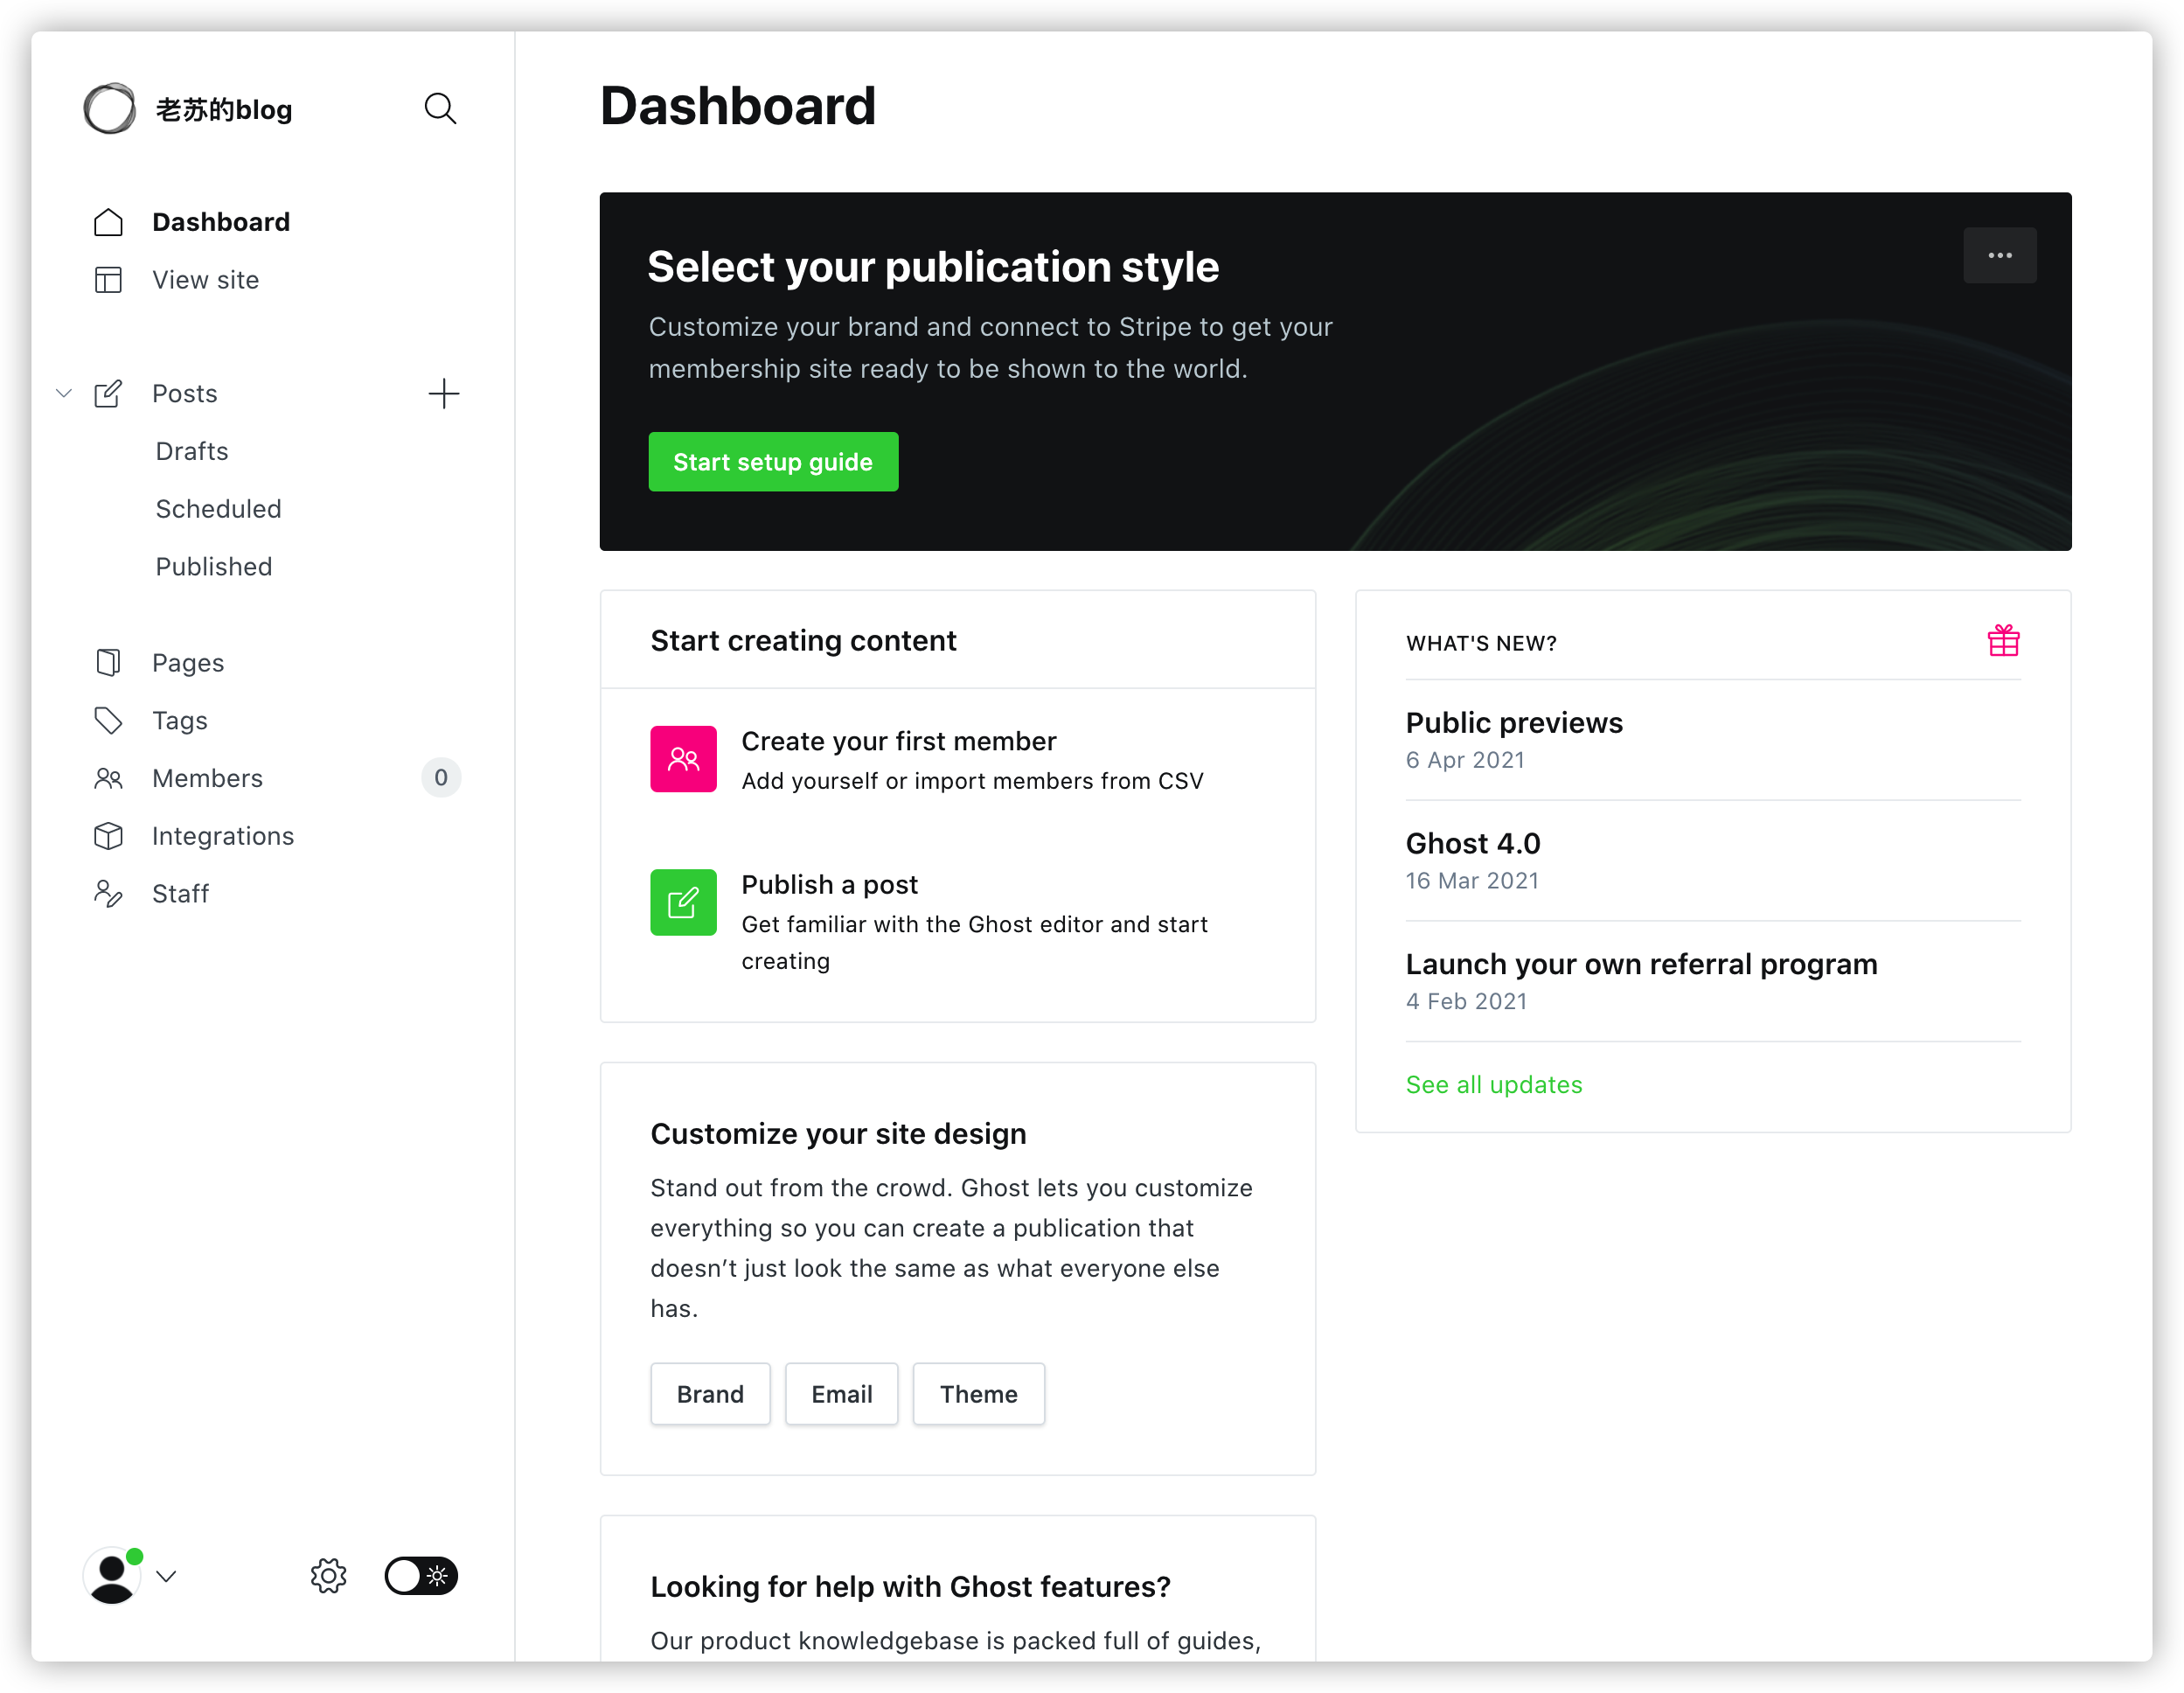 老苏的blog
Dashboard
View site
Posts
Drafts
Scheduled
Published
Pages
Tags
Members
0
Integrations
Staff
Dashboard
Select your publication style
Customize your brand and connect to Stripe to get your
membership site ready to be shown to the world.
Start setup guide
Start creating content
Create your first member
Add yourself or import members from CSV
Publish a post
Get familiar with the Ghost editor and start
creating
Customize your site design
Stand out from the crowd. Ghost lets you customize
everything so you can create a publication that
doesn’t just look the same as what everyone else
has.
Brand
Email
Theme
Looking for help with Ghost features?
Our product knowledgebase is packed full of guides,
WHAT'S NEW?
Public previews
6 Apr 2021
Ghost 4.0
16 Mar 2021
Launch your own referral program
4 Feb 2021
See all updates